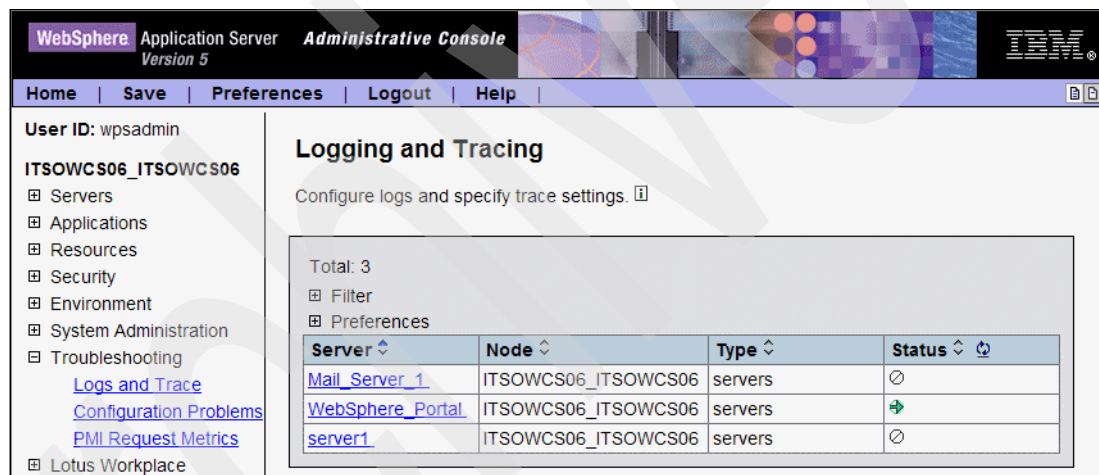 WebSphere Application Server Administrative Console
Version 5
IBM®
Home | Save | Preferences | Logout | Help |
User ID: wpsadmin
ITSOWCS06_ITSOWCS06
Servers
Applications
Resources
Security
Environment
System Administration
Troubleshooting
Logs and Trace
Configuration Problems
PMI Request Metrics
Lotus Workplace
Logging and Tracing
Configure logs and specify trace settings. i
Total: 3
Filter
Preferences
Server Node Type Status
Mail_Server_1 ITSOWCS06_ITSOWCS06 servers
WebSphere_Portal ITSOWCS06_ITSOWCS06 servers
server1 ITSOWCS06_ITSOWCS06 servers